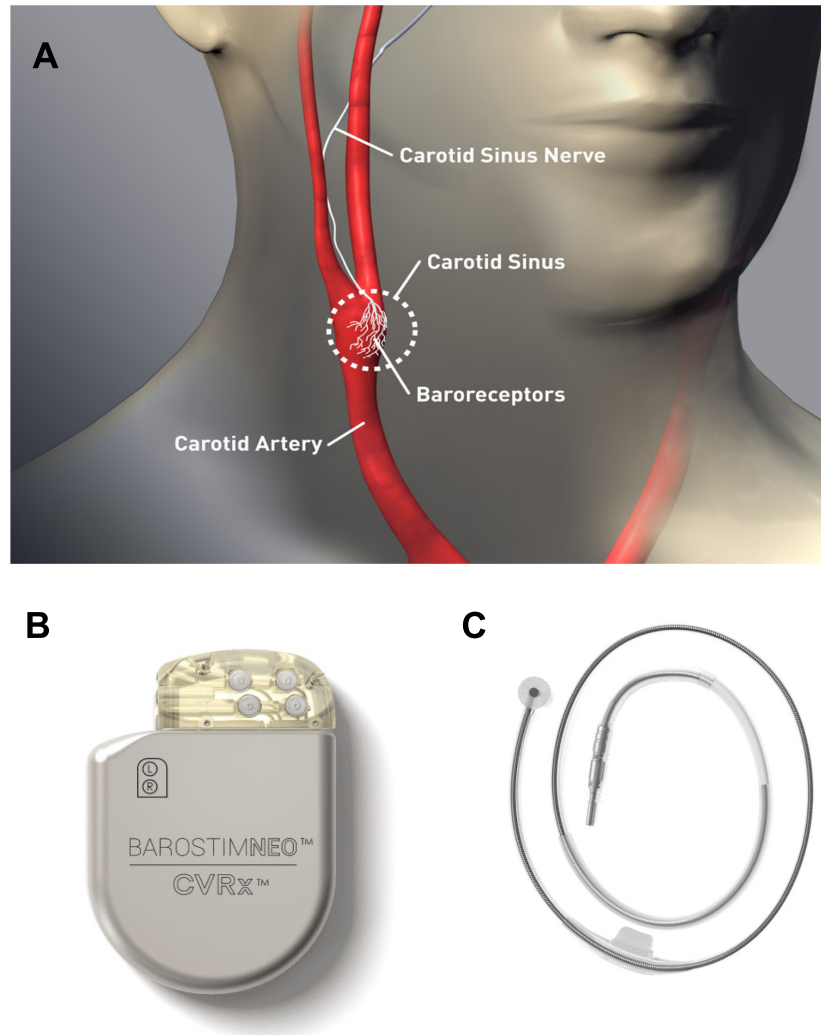 A
Carotid Sinus Nerve
Carotid Sinus
Baroreceptors
Carotid Artery
B
C
L
R
BAROSTIMNEO™
CVRx™